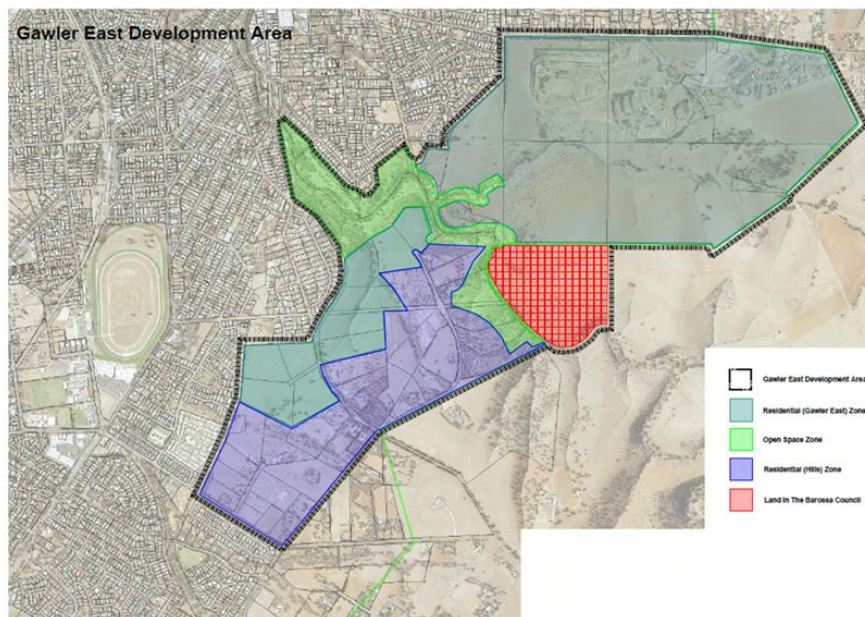 Gawler East Development Area
Gawler East Development Area
Residential (Gawler East) Zone
Open Space Zone
Residential (Hills) Zone
Land In The Barossa Council